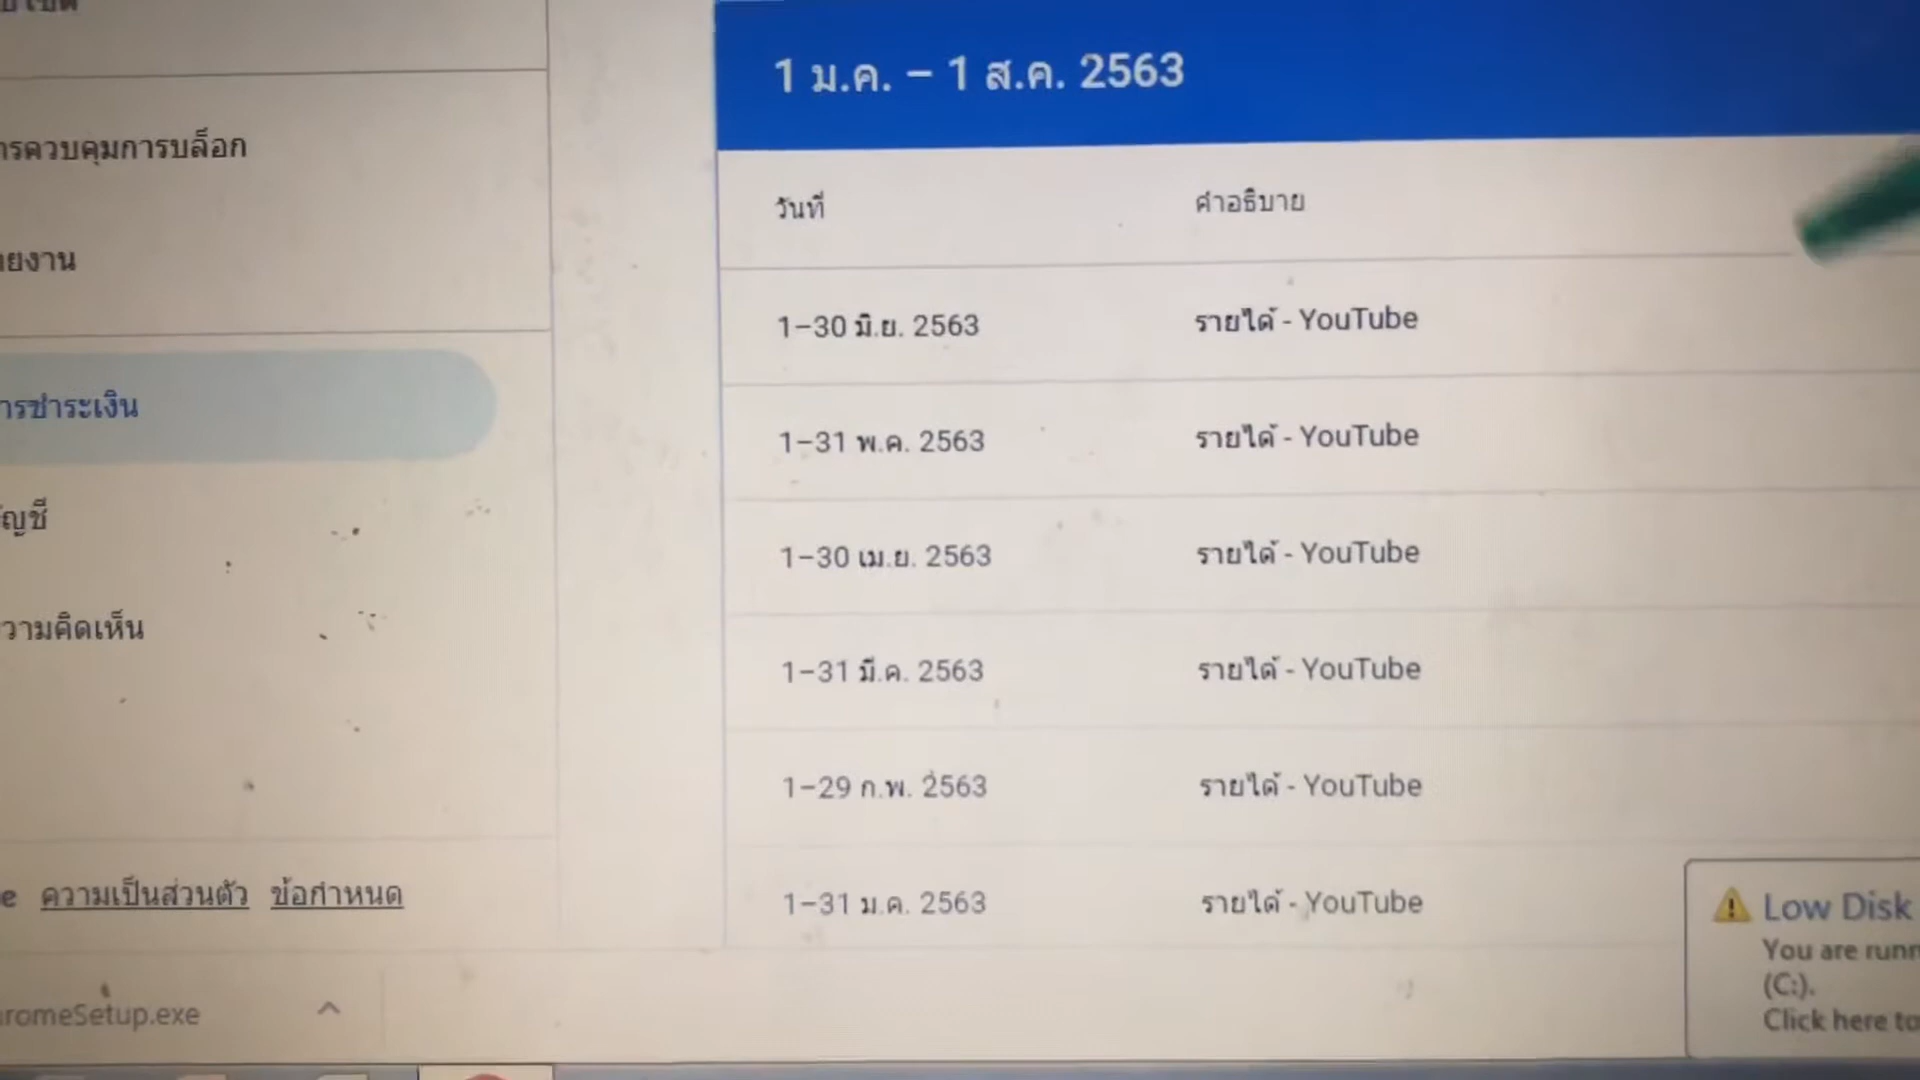 การควบคุมการบล็อก
รายงาน
การชำระเงิน
บัญชี
ความคิดเห็น
ความเป็นส่วนตัว ข้อกำหนด
romeSetup.exe
1 ม.ค. – 1 ส.ค. 2563
วันที่ คำอธิบาย
1–30 มิ.ย. 2563 รายได้ - YouTube
1–31 พ.ค. 2563 รายได้ - YouTube
1–30 เม.ย. 2563 รายได้ - YouTube
1–31 มี.ค. 2563 รายได้ - YouTube
1–29 ก.พ. 2563 รายได้ - YouTube
1–31 ม.ค. 2563 รายได้ - YouTube
Low Disk
You are runn
(C:).
Click here to